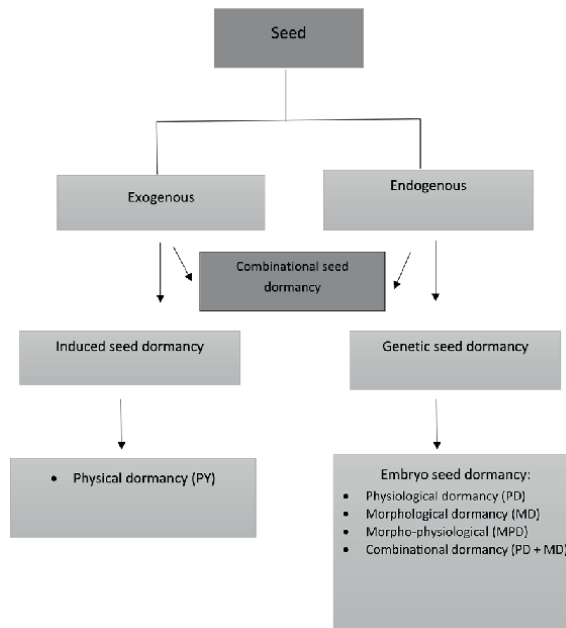 Seed
Exogenous
Endogenous
Combinational seed
dormancy
Induced seed dormancy
Genetic seed dormancy
• Physical dormancy (PY)
Embryo seed dormancy:
• Physiological dormancy (PD)
• Morphological dormancy (MD)
• Morpho-physiological (MPD)
• Combinational dormancy (PD + MD)